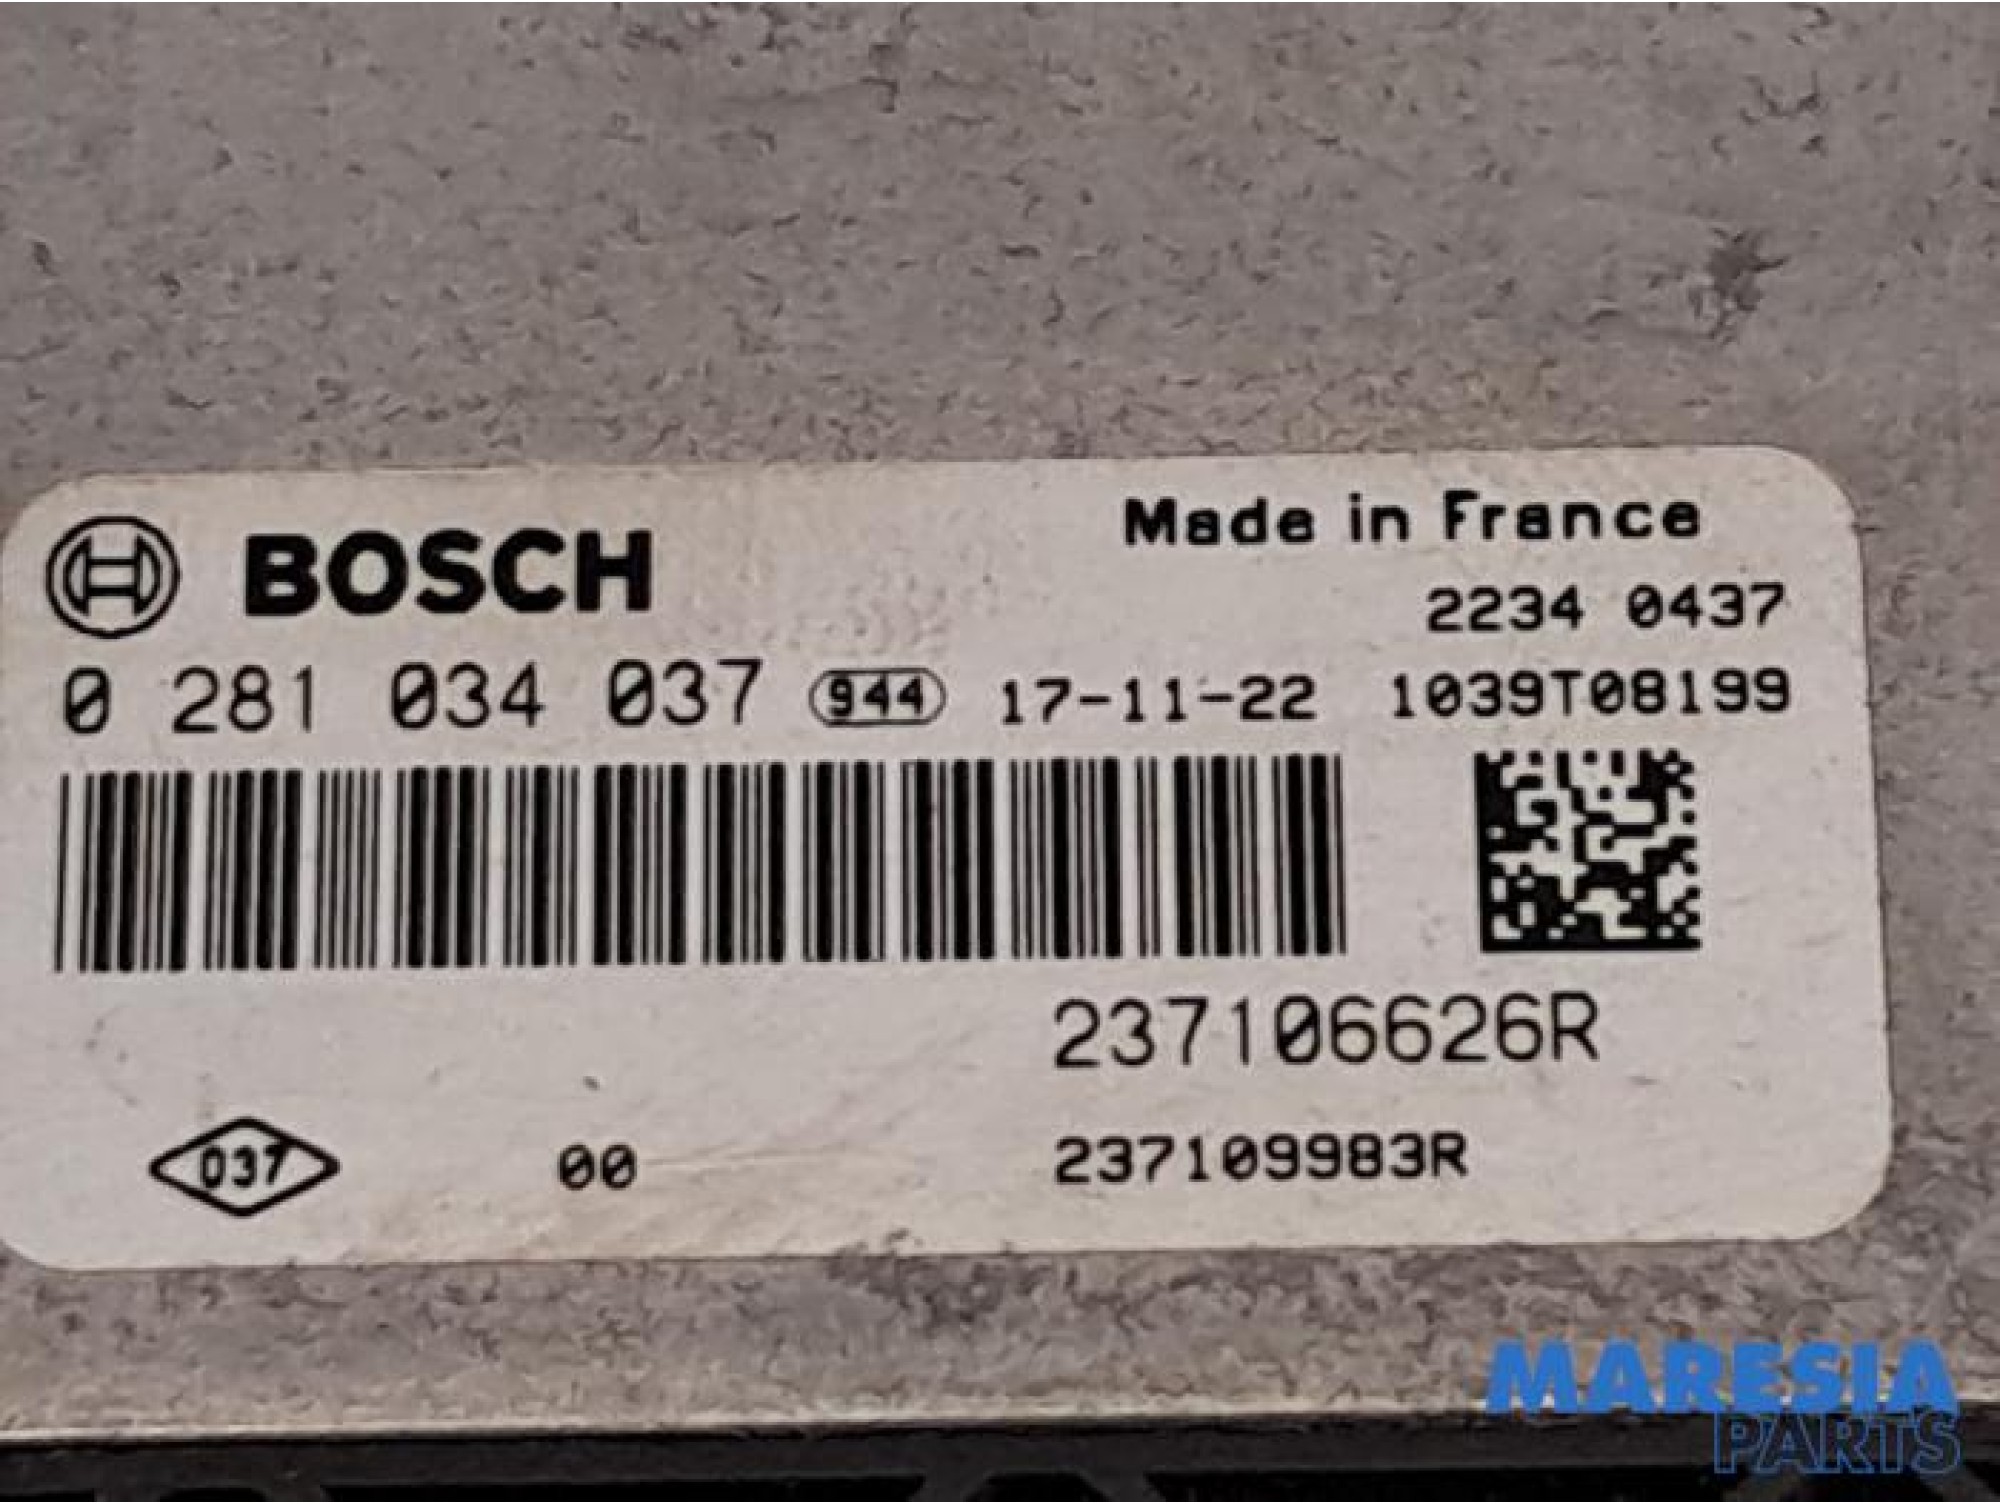 Made in France
BOSCH
2234 0437
0 281 034 037 944 17-11-22 1039T08199
237106626R
037 00 237109983R
MARESIA
PARTS